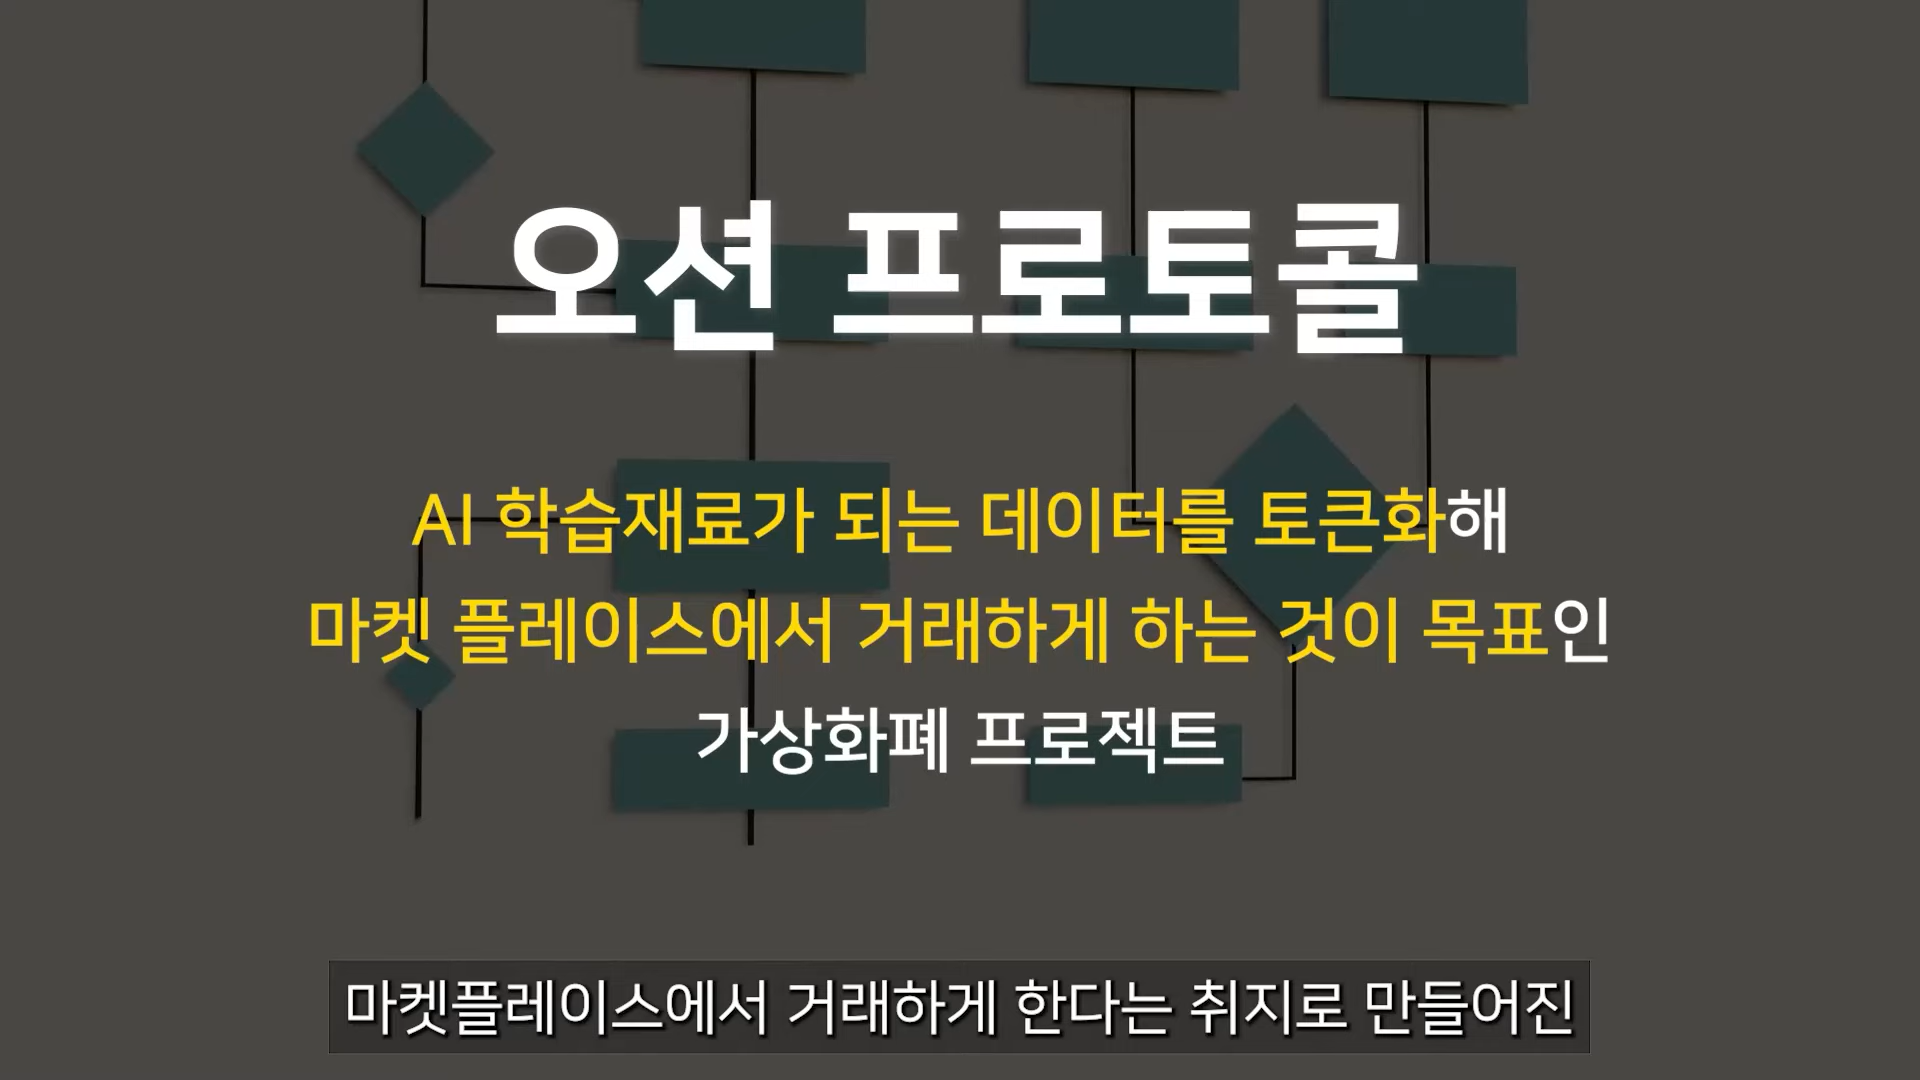 오션 프로토콜
AI 학습재료가 되는 데이터를 토큰화해
마켓 플레이스에서 거래하게 하는 것이 목표인
가상화폐 프로젝트
마켓플레이스에서 거래하게 한다는 취지로 만들어진